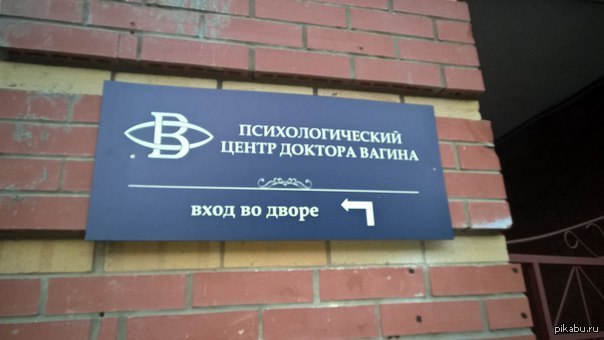 В
ПСИХОЛОГИЧЕСКИЙ
ЦЕНТР ДОКТОРА ВАГИНА
ВХОД ВО ДВОРЕ
pikabu.ru